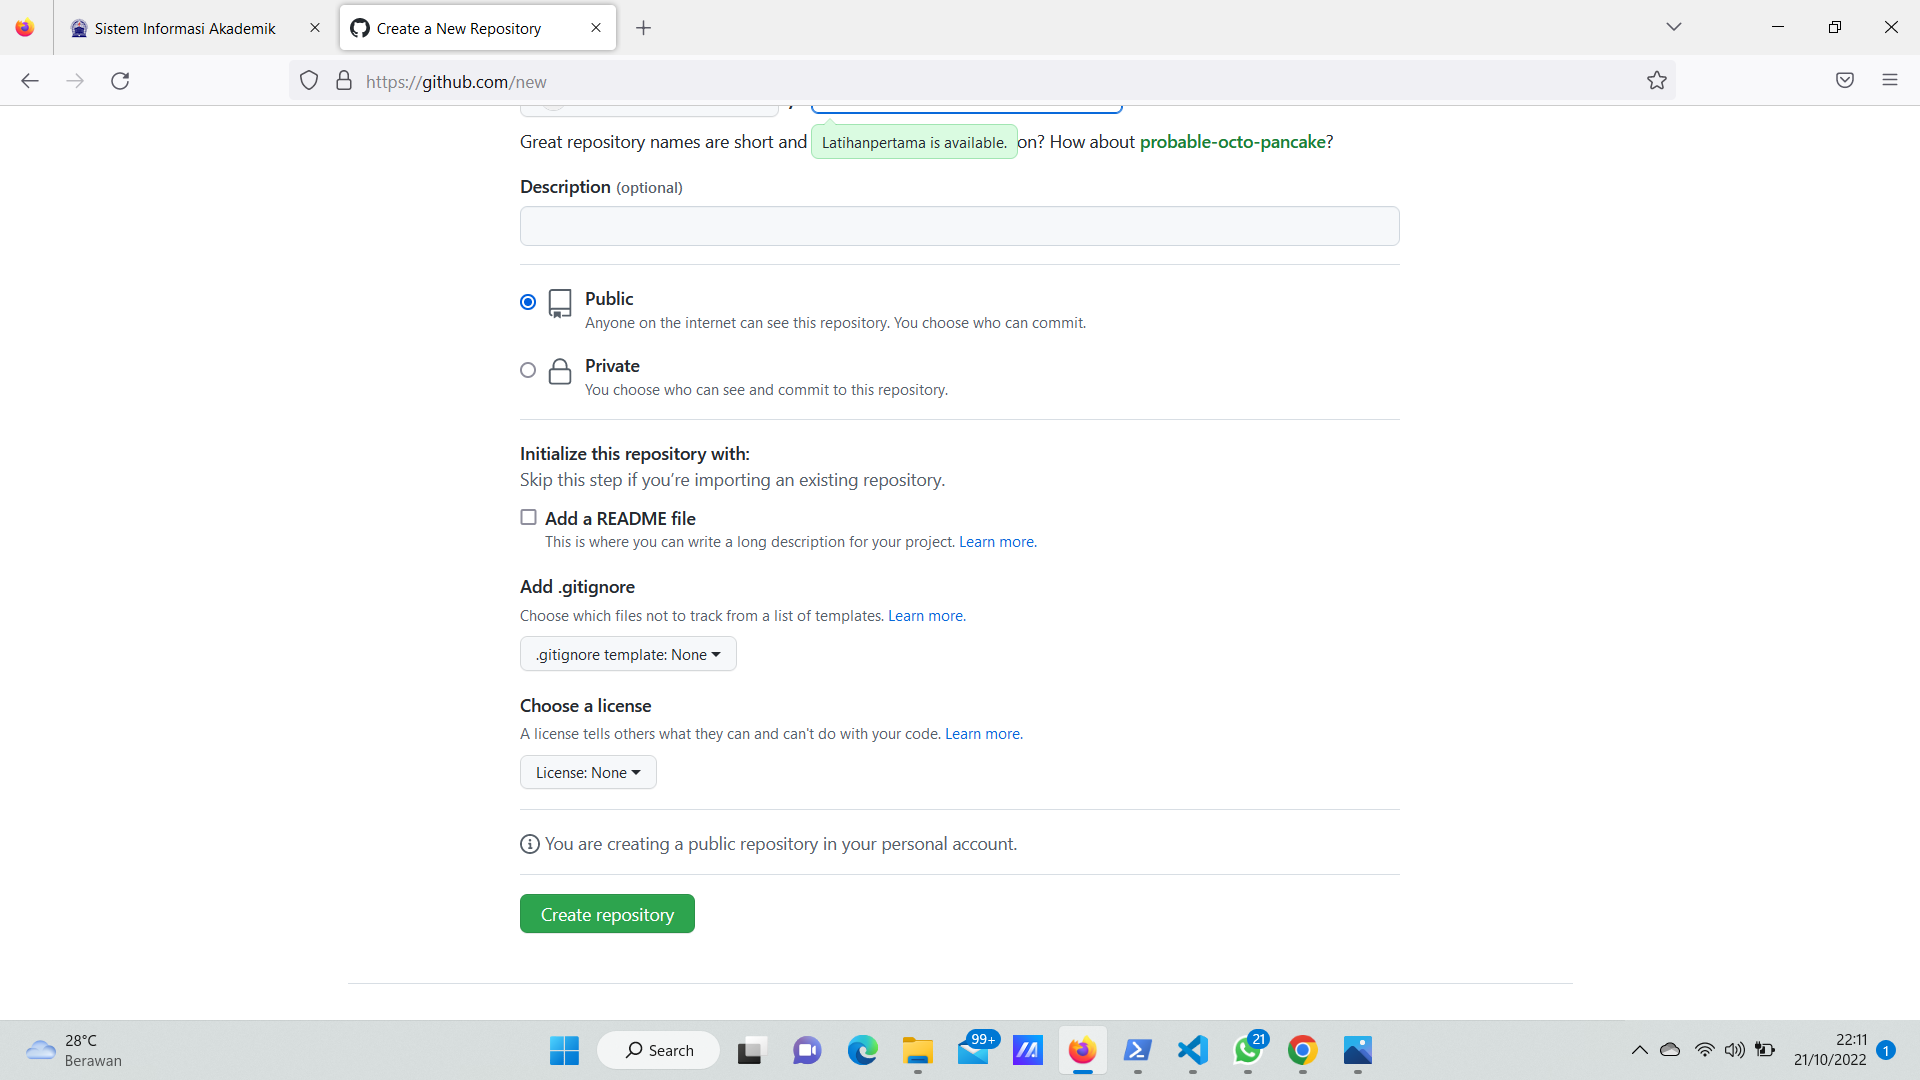 Sistem Informasi Akademik
Create a New Repository
https://github.com/new
Great repository names are short and
Latihanpertama is available.
on? How about probable-octo-pancake?
Description (optional)
Public
Anyone on the internet can see this repository. You choose who can commit.
Private
You choose who can see and commit to this repository.
Initialize this repository with:
Skip this step if you’re importing an existing repository.
Add a README file
This is where you can write a long description for your project. Learn more.
Add .gitignore
Choose which files not to track from a list of templates. Learn more.
.gitignore template: None
Choose a license
A license tells others what they can and can't do with your code. Learn more.
License: None
You are creating a public repository in your personal account.
Create repository
28°C
Berawan
Search
99+
21
22:11
21/10/2022
1